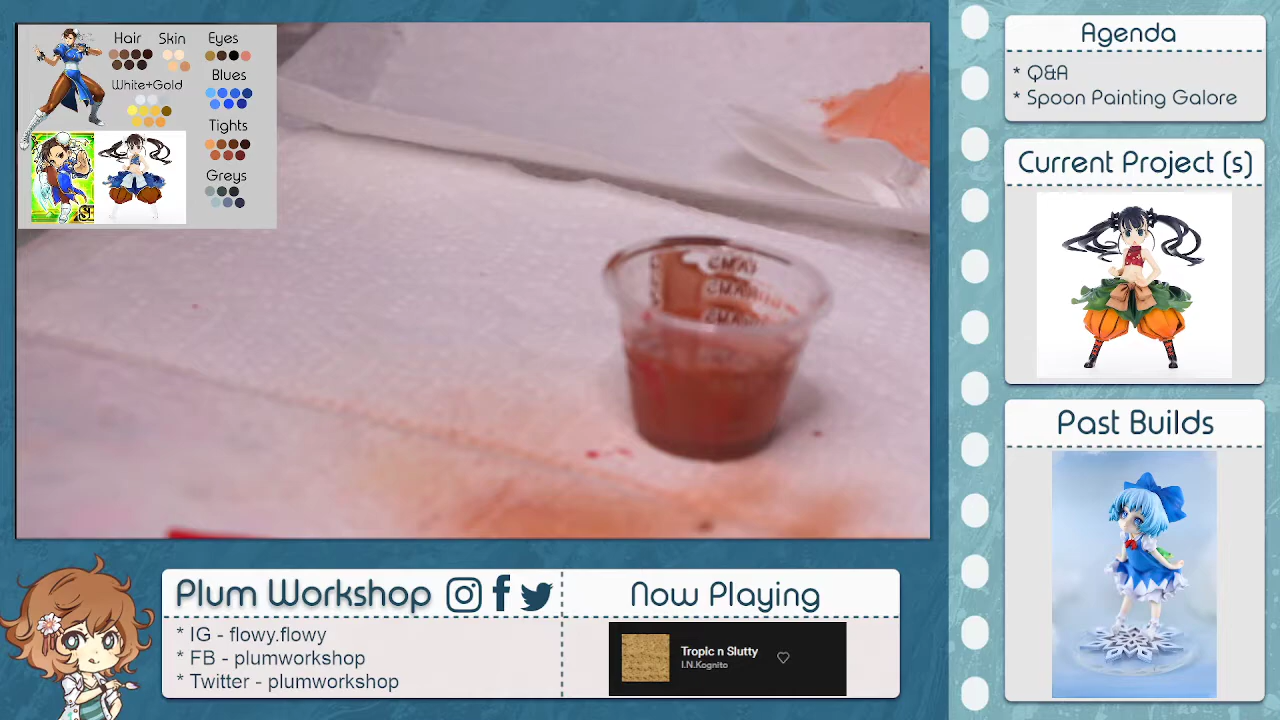 Hair Skin Eyes
White+Gold
Blues
Tights
Greys
Agenda
* Q&A
* Spoon Painting Galore
Current Project (s)
Past Builds
Plum Workshop
* IG - flowy.flowy
* FB - plumworkshop
* Twitter - plumworkshop
Now Playing
Tropic n Slutty
I.N.Kognito